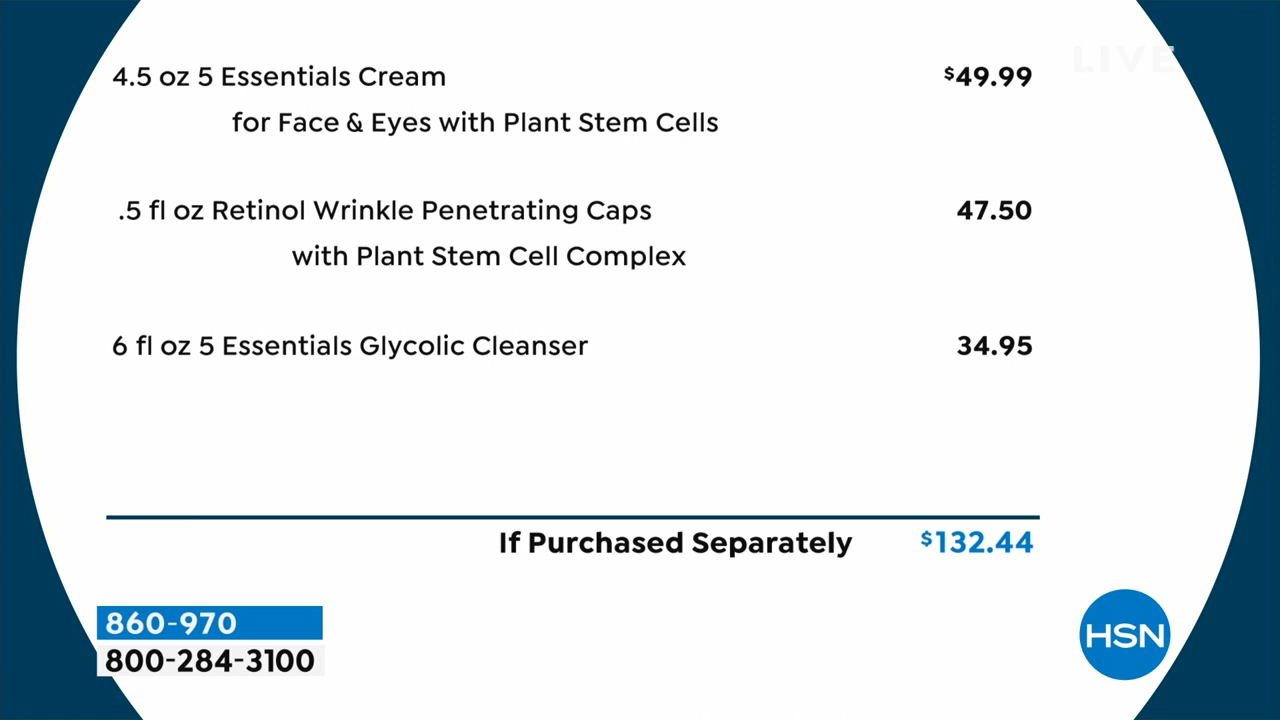 LIVE
4.5 oz 5 Essentials Cream $49.99
for Face & Eyes with Plant Stem Cells
.5 fl oz Retinol Wrinkle Penetrating Caps 47.50
with Plant Stem Cell Complex
6 fl oz 5 Essentials Glycolic Cleanser 34.95
If Purchased Separately $132.44
860-970
800-284-3100
HSN